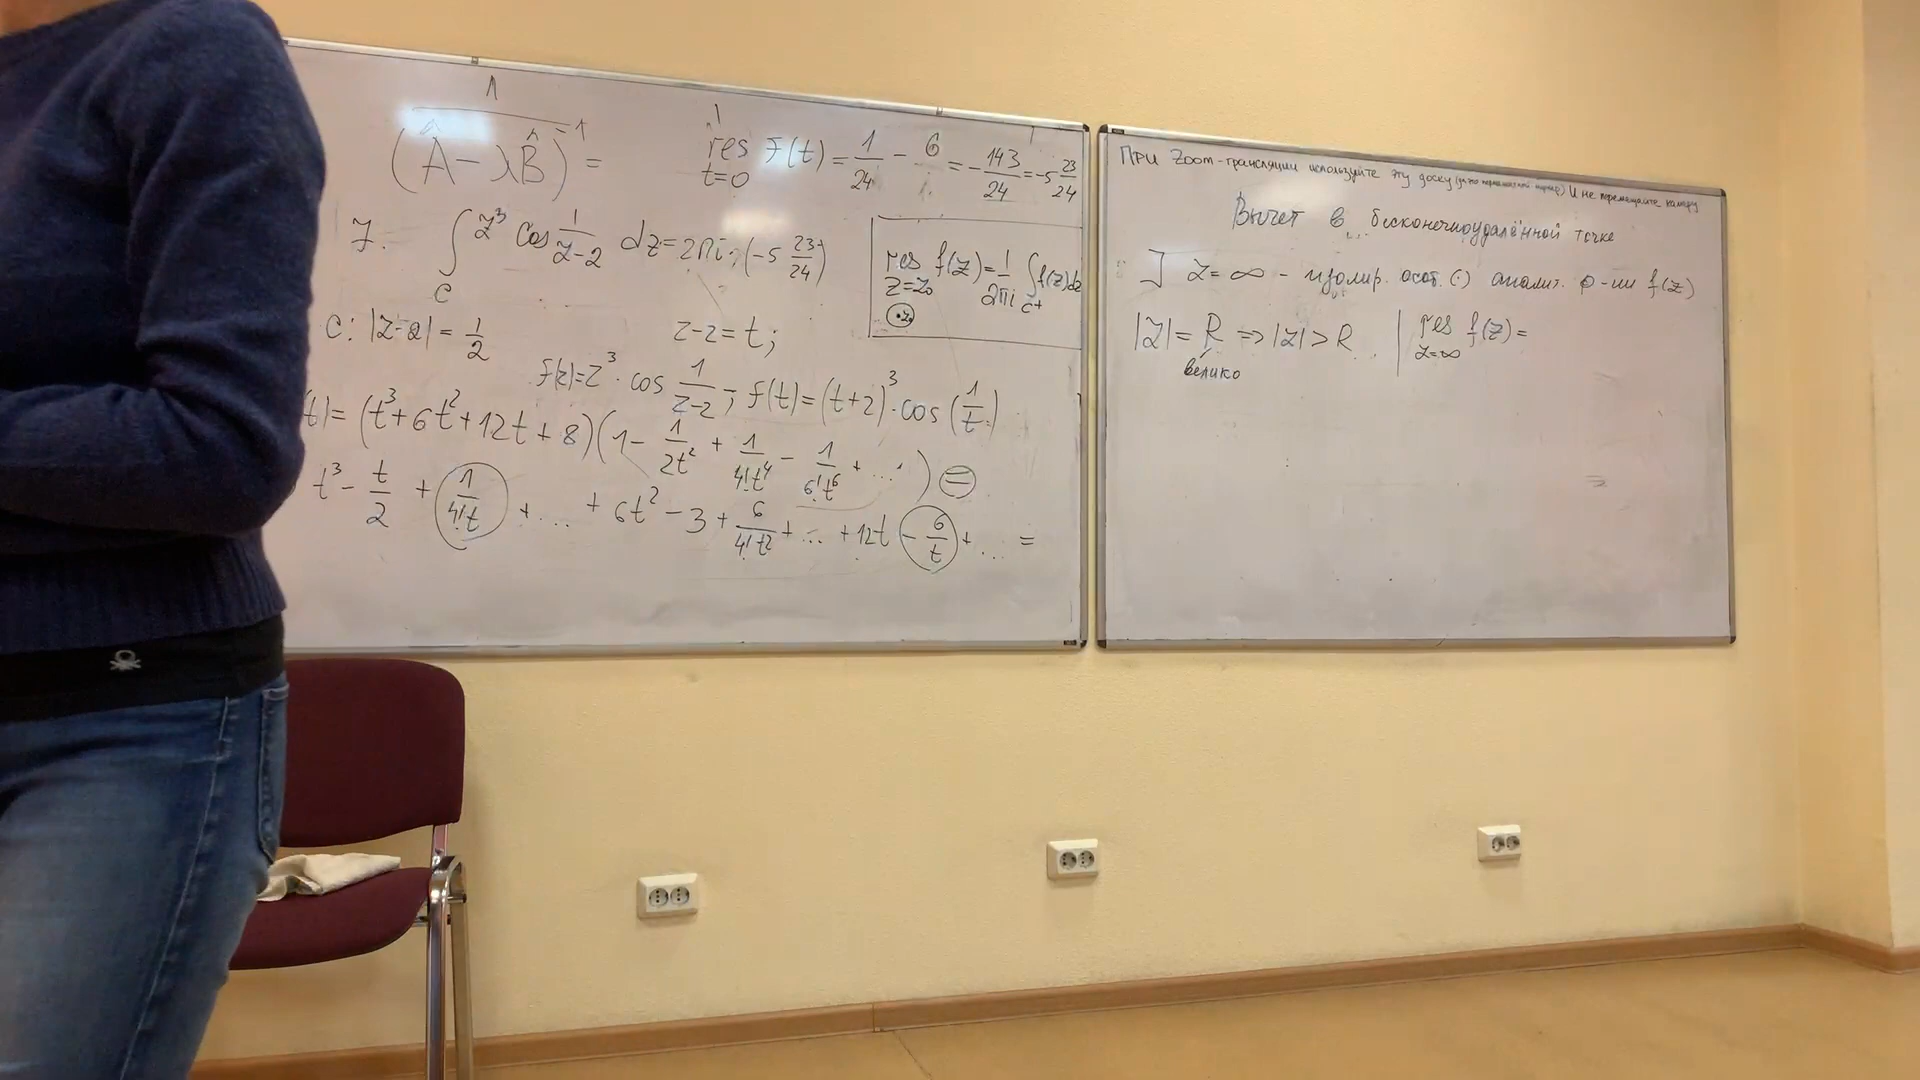 1
(Â - λB̂)⁻¹ =
res F(t) = 1/24 - 6 = -143/24 = -5 23/24
t=0
7. ∫ z³ cos 1/(z-2) dz = 2πi · (-5 23/24)
C
res f(z) = 1/2πi ∫ f(z)dz
z=z₀ C⁺
·z₀
C: |z-2| = 1/2 z-2 = t;
f(z) = z³ · cos 1/(z-2); f(t) = (t+2)³ · cos(1/t)
(t) = (t³ + 6t² + 12t + 8)(1 - 1/2t² + 1/4!t⁴ - 1/6!t⁶ + ...) =
t³ - t/2 + 1/4!t + ... + 6t² - 3 + 6/4!t² + ... + 12t - 6/t + ... =
При Zoom-трансляции используйте эту доску И не перемещайте камеру
Вычет в бесконечноудалённой точке
] z = ∞ - изолир. особ. (·) аналит. ф-ии f(z)
|z| = R ⇒ |z| > R | res f(z) =
велико z=∞